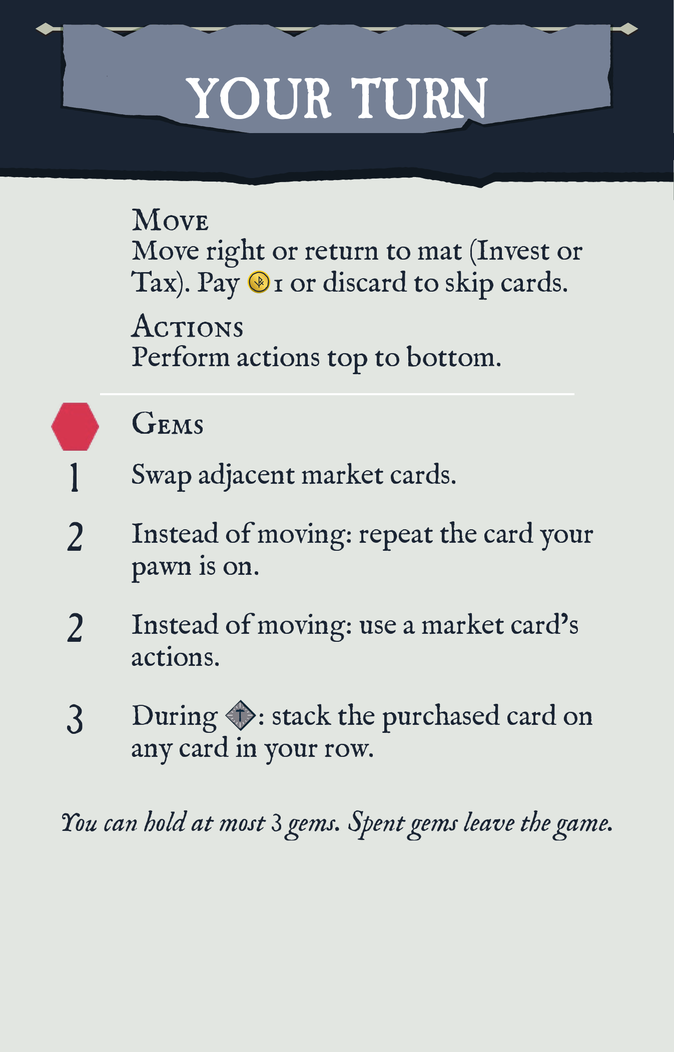 YOUR TURN
Move
Move right or return to mat (Invest or
Tax). Pay 1 or discard to skip cards.
Actions
Perform actions top to bottom.
Gems
1 Swap adjacent market cards.
2 Instead of moving: repeat the card your
pawn is on.
2 Instead of moving: use a market card's
actions.
3 During T: stack the purchased card on
any card in your row.
You can hold at most 3 gems. Spent gems leave the game.